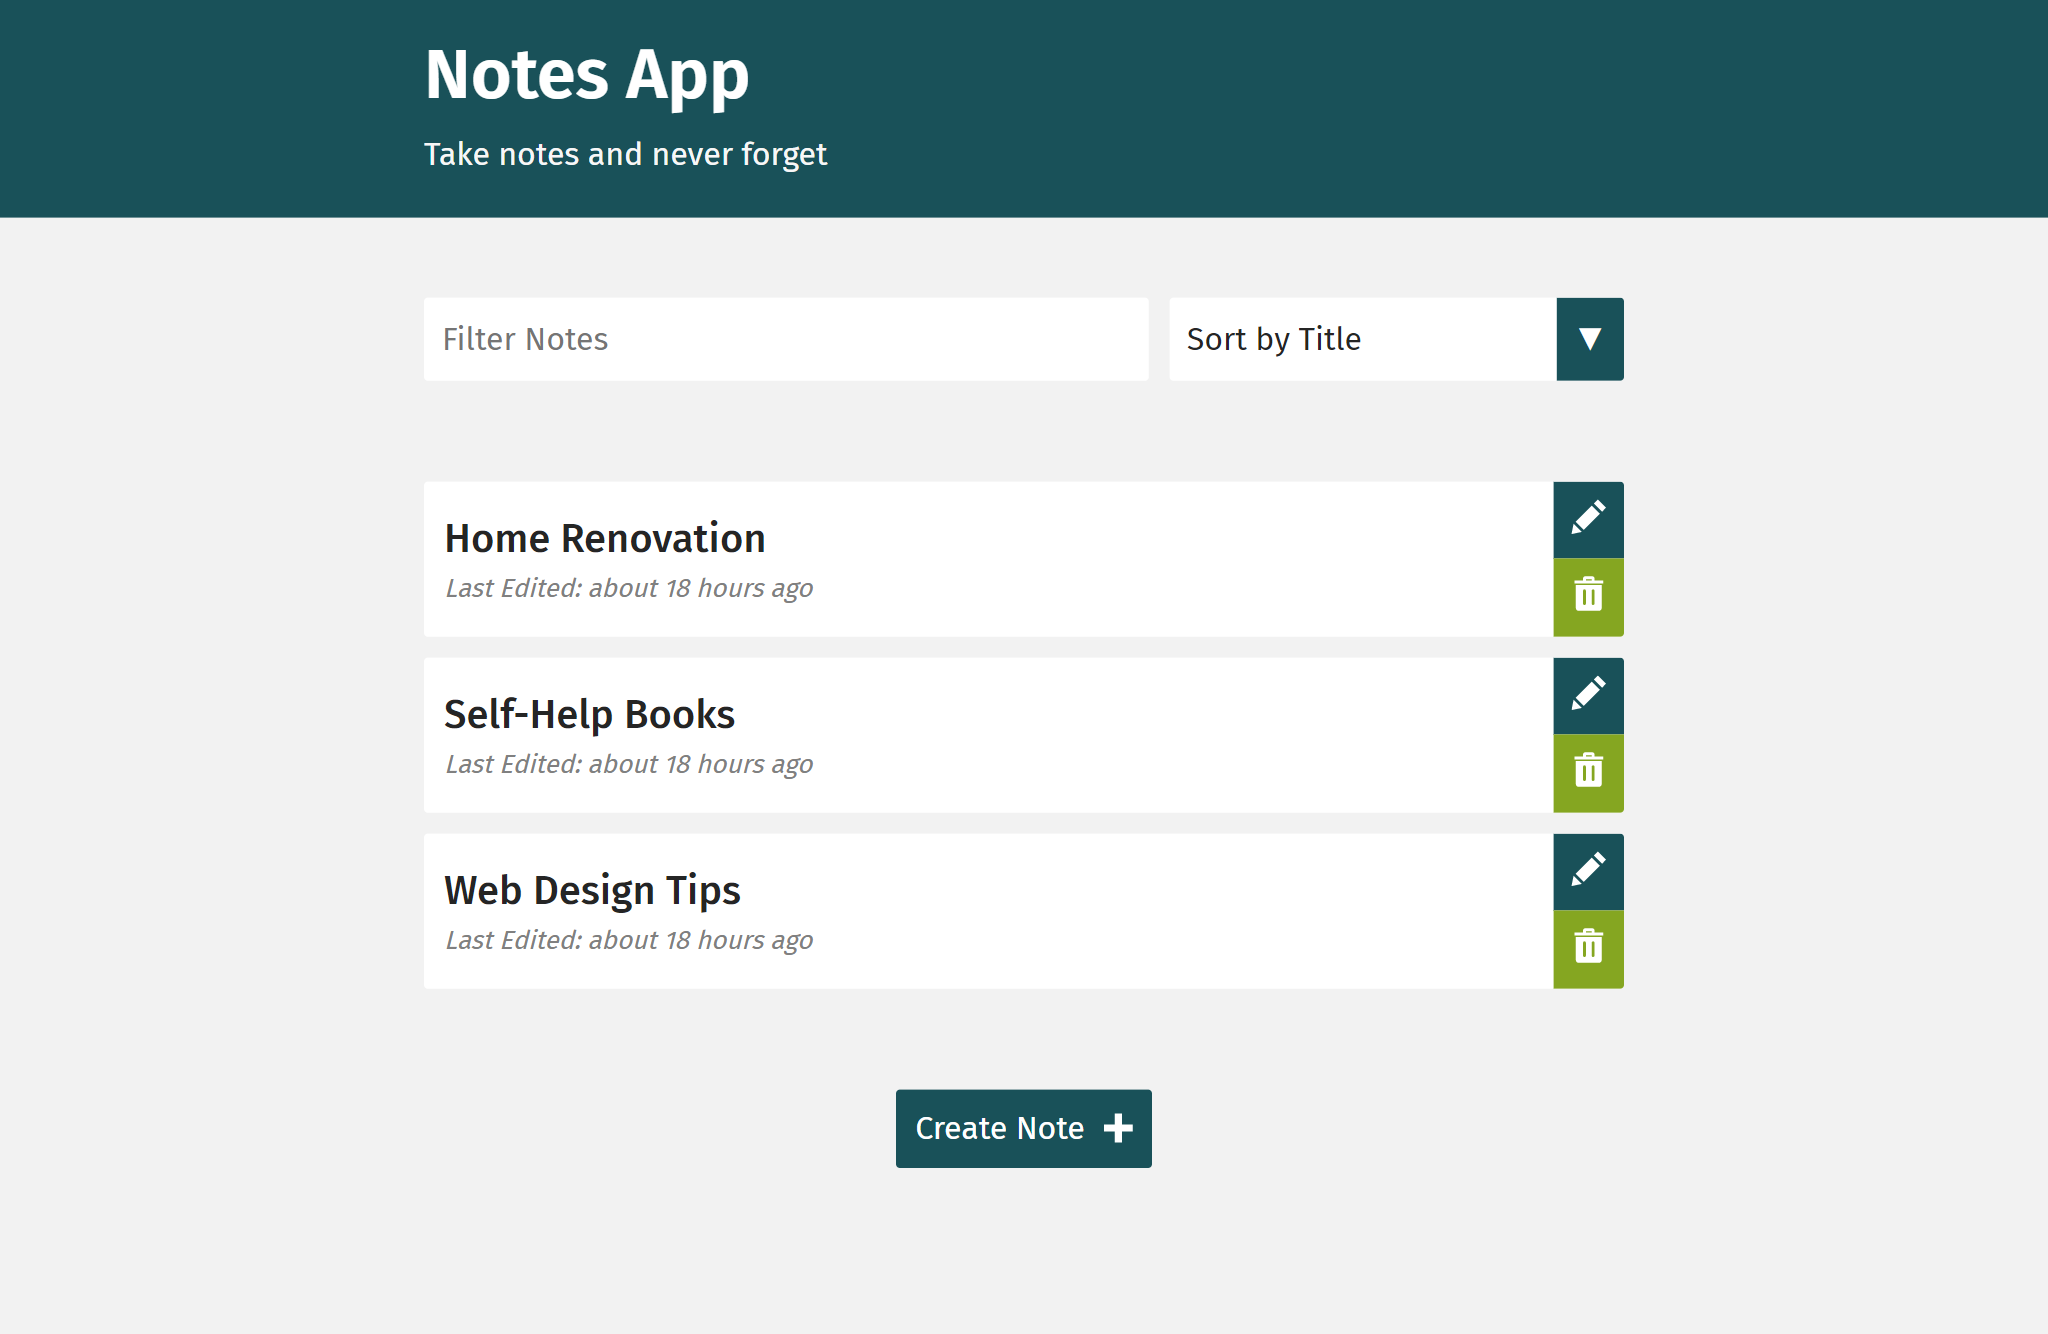 Notes App
Take notes and never forget
Filter Notes
Sort by Title
Home Renovation
Last Edited: about 18 hours ago
Self-Help Books
Last Edited: about 18 hours ago
Web Design Tips
Last Edited: about 18 hours ago
Create Note